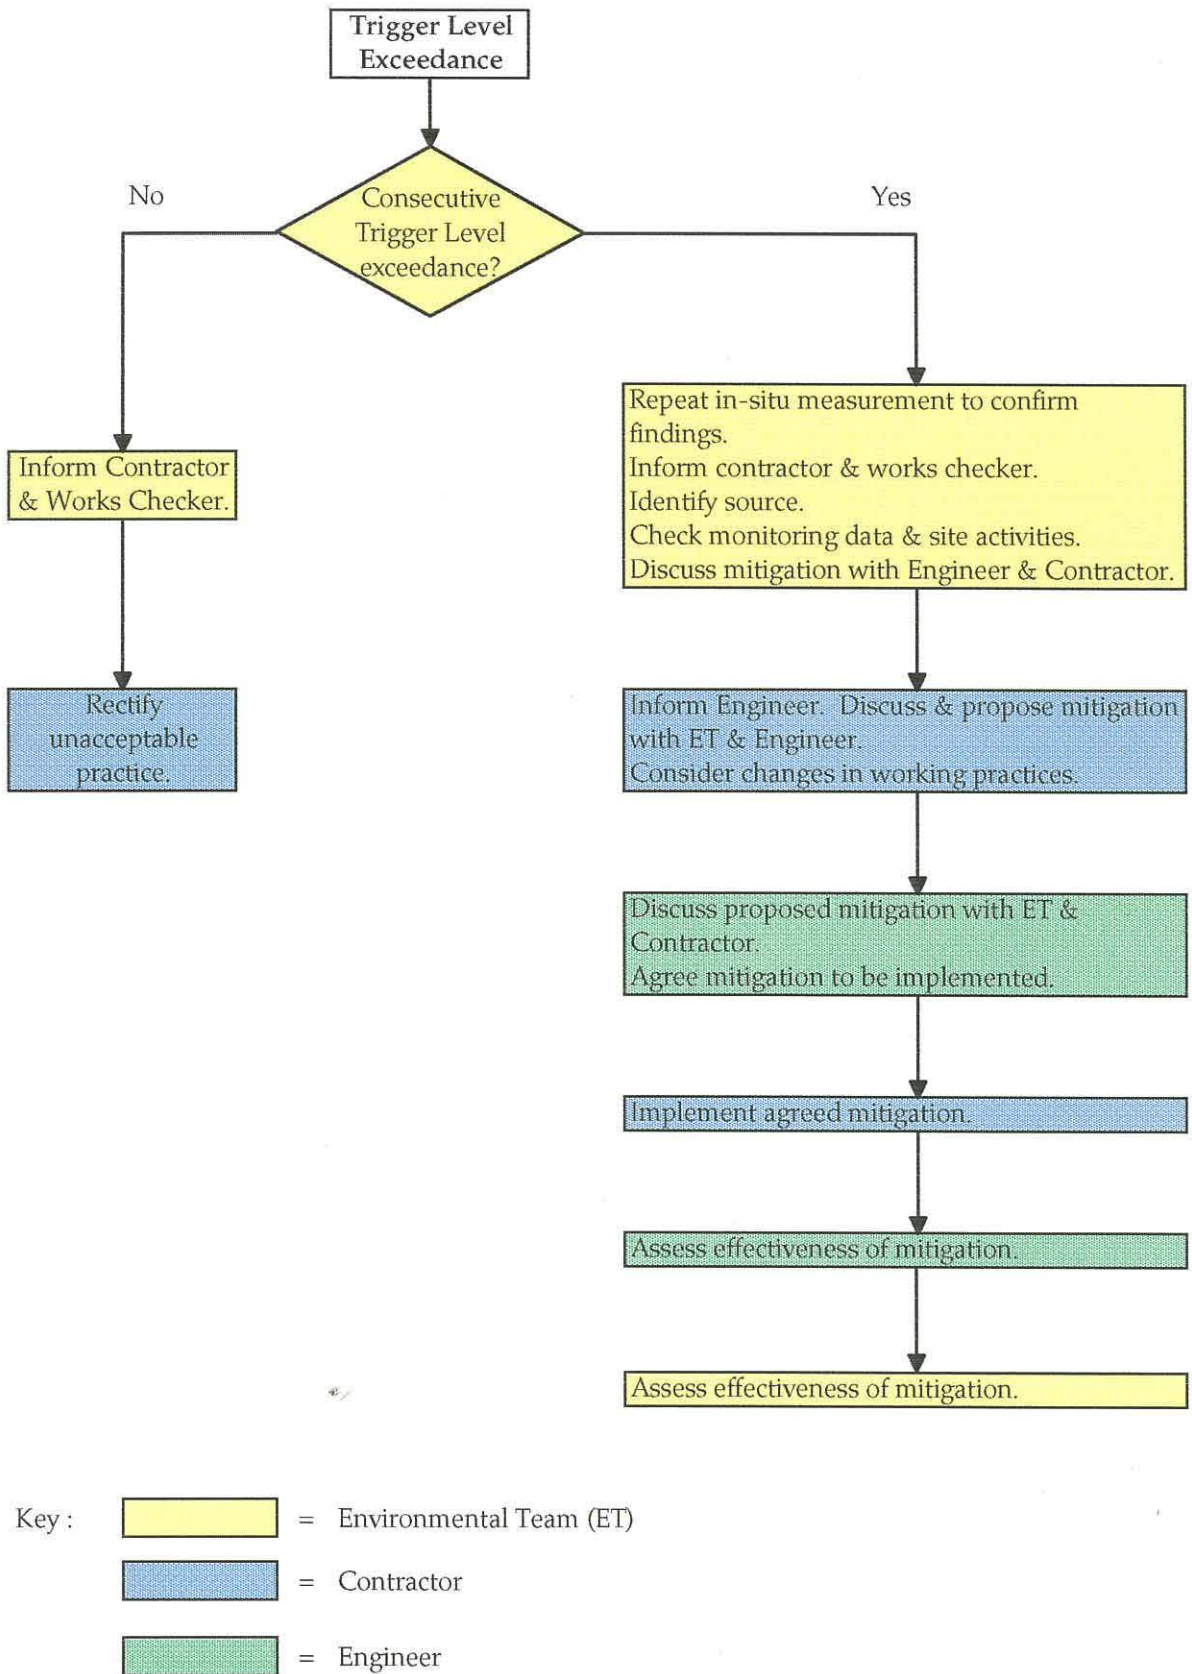 Trigger Level
Exceedance
No
Yes
Consecutive
Trigger Level
exceedance?
Inform Contractor
& Works Checker.
Rectify
unacceptable
practice.
Repeat in-situ measurement to confirm
findings.
Inform contractor & works checker.
Identify source.
Check monitoring data & site activities.
Discuss mitigation with Engineer & Contractor.
Inform Engineer. Discuss & propose mitigation
with ET & Engineer.
Consider changes in working practices.
Discuss proposed mitigation with ET &
Contractor.
Agree mitigation to be implemented.
Implement agreed mitigation.
Assess effectiveness of mitigation.
Assess effectiveness of mitigation.
Key :
= Environmental Team (ET)
= Contractor
= Engineer